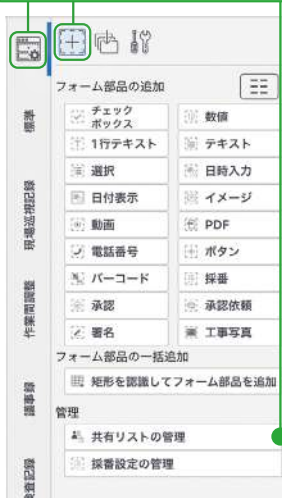 フォーム部品の追加
チェック
ボックス
数値
1行テキスト
テキスト
選択
日時入力
日付表示
イメージ
動画
PDF
電話番号
ボタン
バーコード
採番
承認
承認依頼
署名
工事写真
フォーム部品の一括追加
矩形を認識してフォーム部品を追加
管理
共有リストの管理
採番設定の管理
標準
現場巡視記録
作業間調整
議事録
検査記録